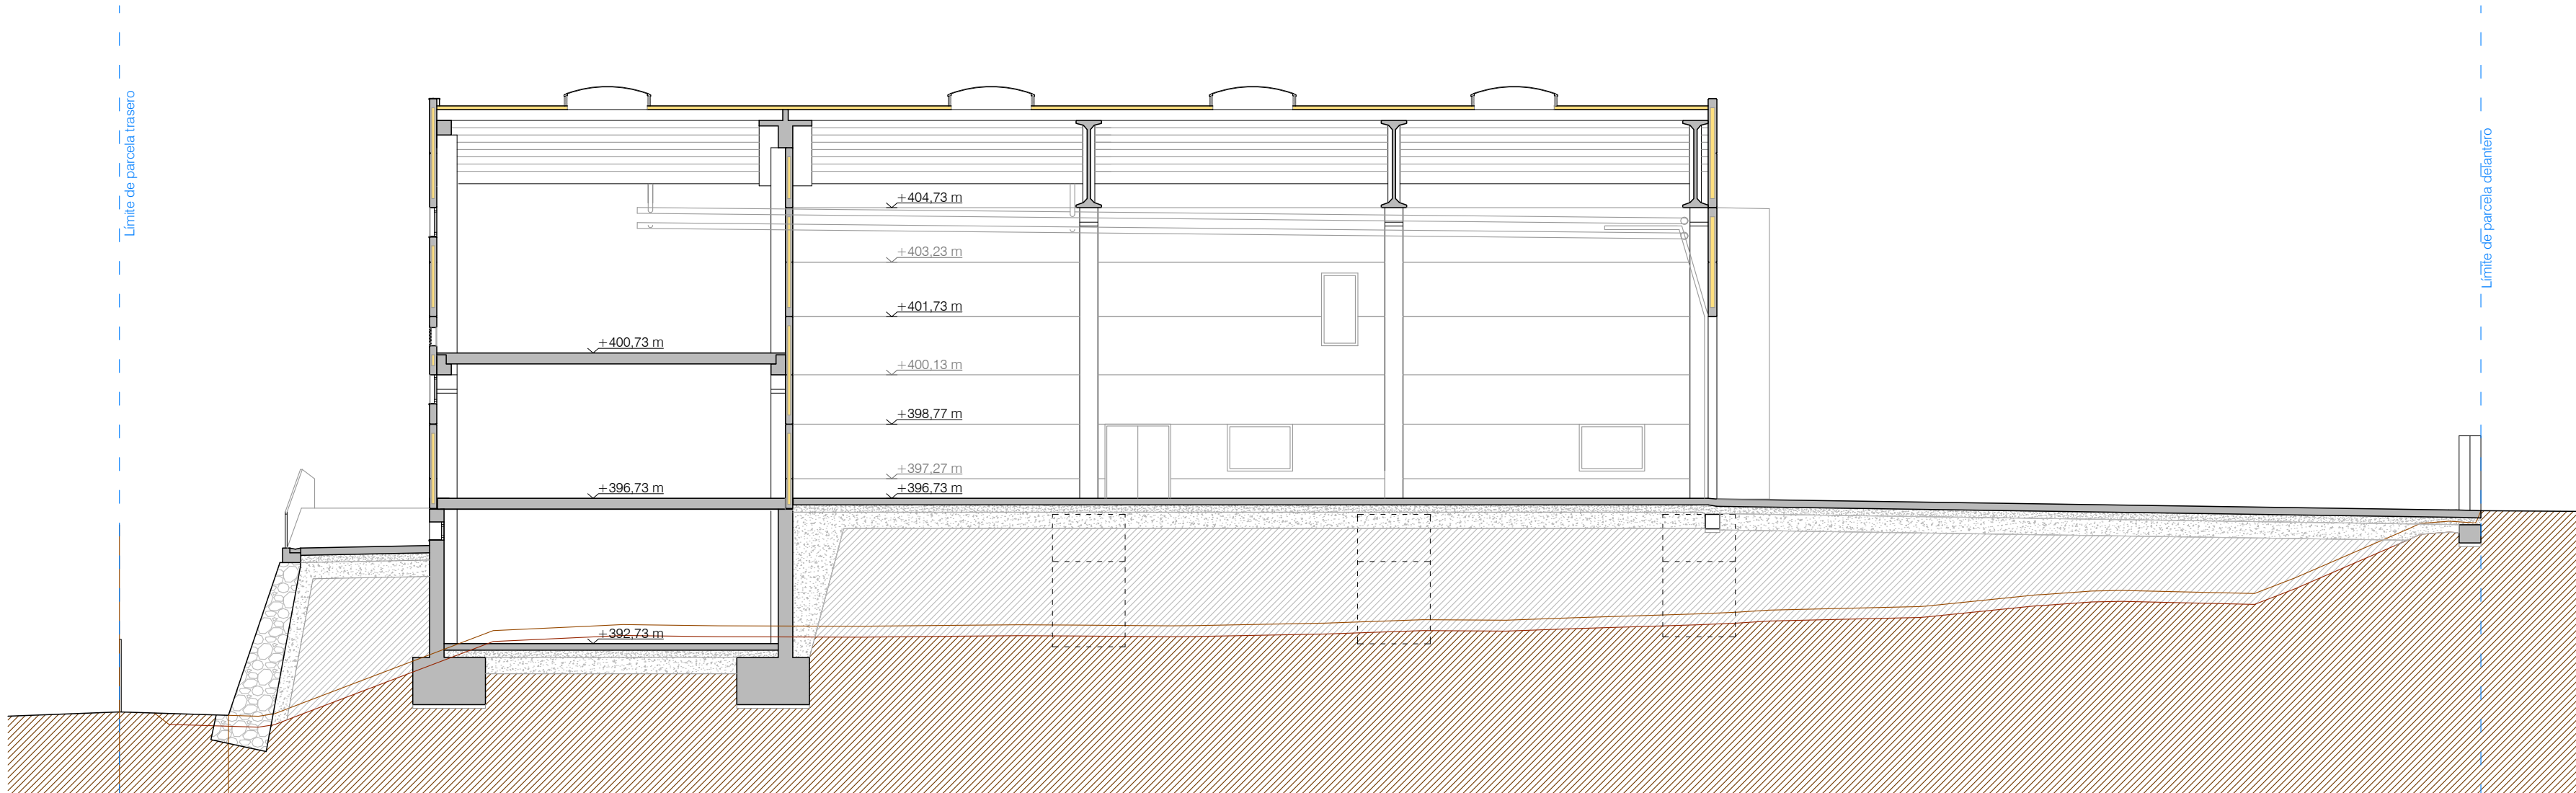 Límite de parcela trasero
Límite de parcela delantero
+404,73 m
+403,23 m
+401,73 m
+400,73 m
+400,13 m
+398,77 m
+397,27 m
+396,73 m
+396,73 m
+392,73 m